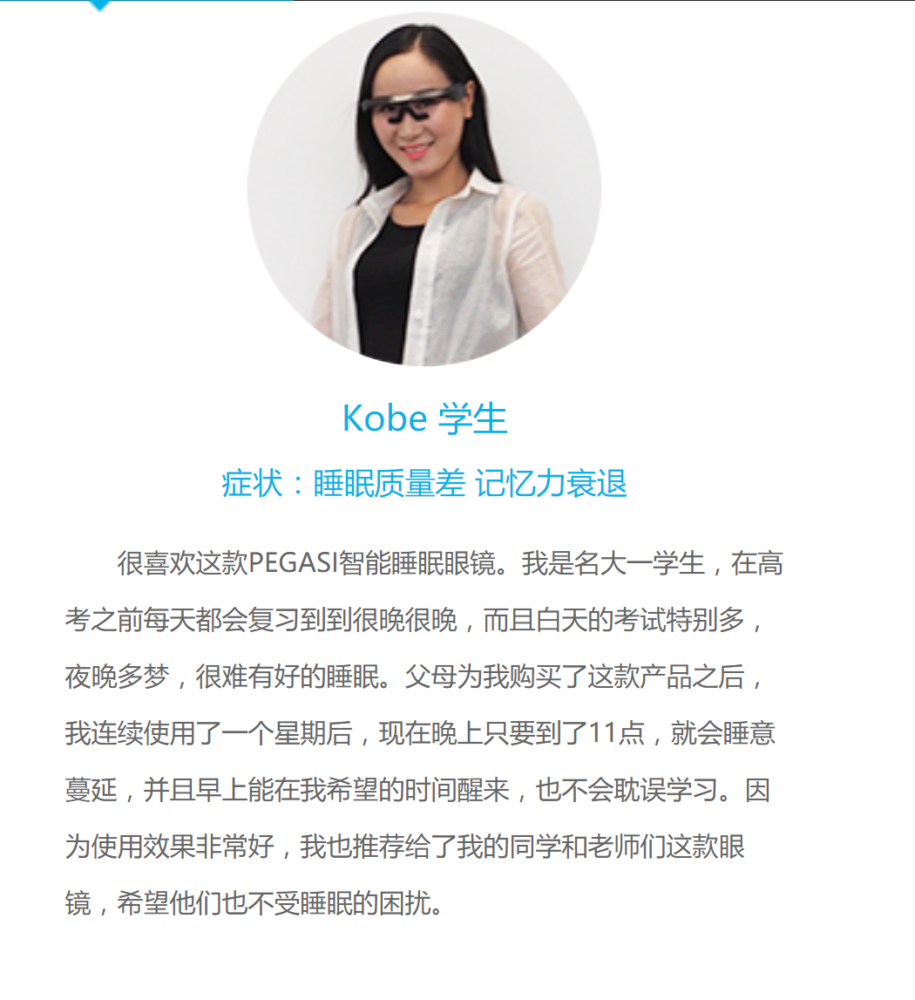 Kobe 学生
症状：睡眠质量差 记忆力衰退
很喜欢这款PEGASI智能睡眠眼镜。我是名大一学生，在高
考之前每天都会复习到到很晚很晚，而且白天的考试特别多，
夜晚多梦，很难有好的睡眠。父母为我购买了这款产品之后，
我连续使用了一个星期后，现在晚上只要到了11点，就会睡意
蔓延，并且早上能在我希望的时间醒来，也不会耽误学习。因
为使用效果非常好，我也推荐给了我的同学和老师们这款眼
镜，希望他们也不受睡眠的困扰。